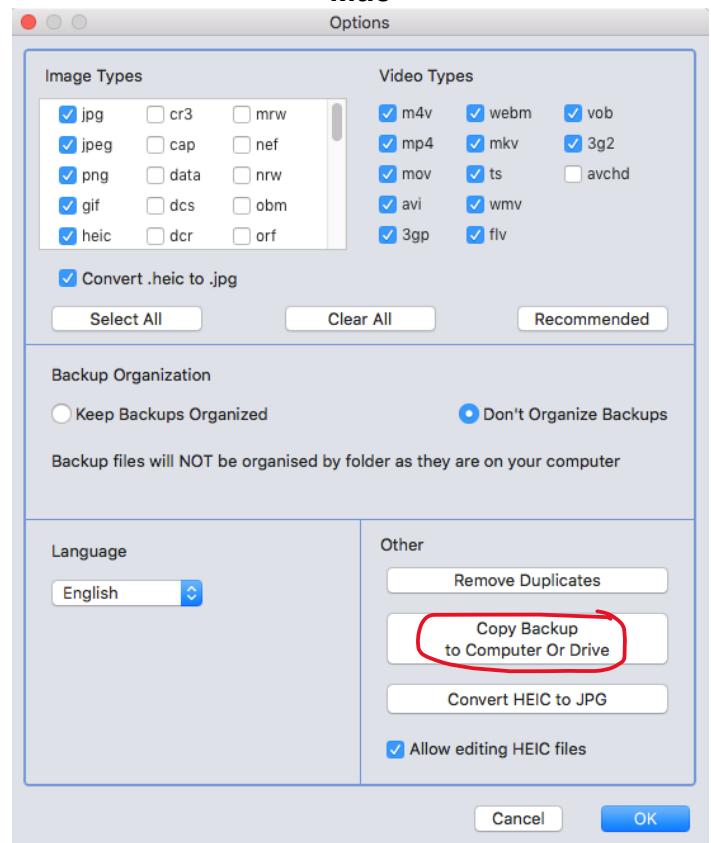 Options
Image Types
Video Types
jpg cr3 mrw
jpeg cap nef
png data nrw
gif dcs obm
heic dcr orf
m4v webm vob
mp4 mkv 3g2
mov ts avchd
avi wmv
3gp flv
Convert .heic to .jpg
Select All
Clear All
Recommended
Backup Organization
Keep Backups Organized
Don't Organize Backups
Backup files will NOT be organised by folder as they are on your computer
Language
English
Other
Remove Duplicates
Copy Backup
to Computer Or Drive
Convert HEIC to JPG
Allow editing HEIC files
Cancel
OK